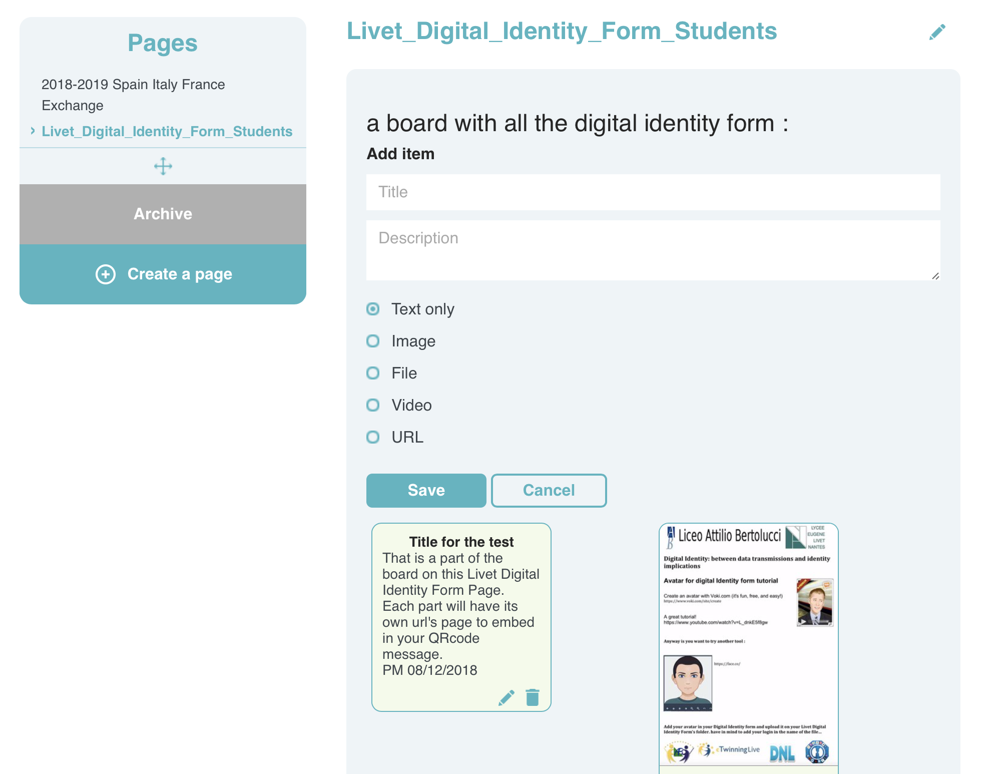 Pages
2018-2019 Spain Italy France
Exchange
Livet_Digital_Identity_Form_Students
Archive
Create a page
Livet_Digital_Identity_Form_Students
a board with all the digital identity form :
Add item
Title
Description
Text only
Image
File
Video
URL
Save
Cancel
Title for the test
That is a part of the
board on this Livet Digital
Identity Form Page.
Each part will have its
own url's page to embed
in your QRcode
message.
PM 08/12/2018
Liceo Attilio Bertolucci
LYCEE
EUGENE
LIVET
NANTES
Digital Identity: between data transmissions and identity
implications
Avatar for digital Identity form tutorial
Create an avatar with Voki.com (it's fun, free, and easy!)
https://www.voki.com/site/create
A great tutorial!
https://www.youtube.com/watch?v=L_dnkE5f8gw
Anyway is you want to try another tool :
https://face.co/
Add your avatar in your Digital Identity form and upload it on your Livet Digital
Identity Form's folder. have in mind to add your login in the name of the file...
eTwinning Live
DNL